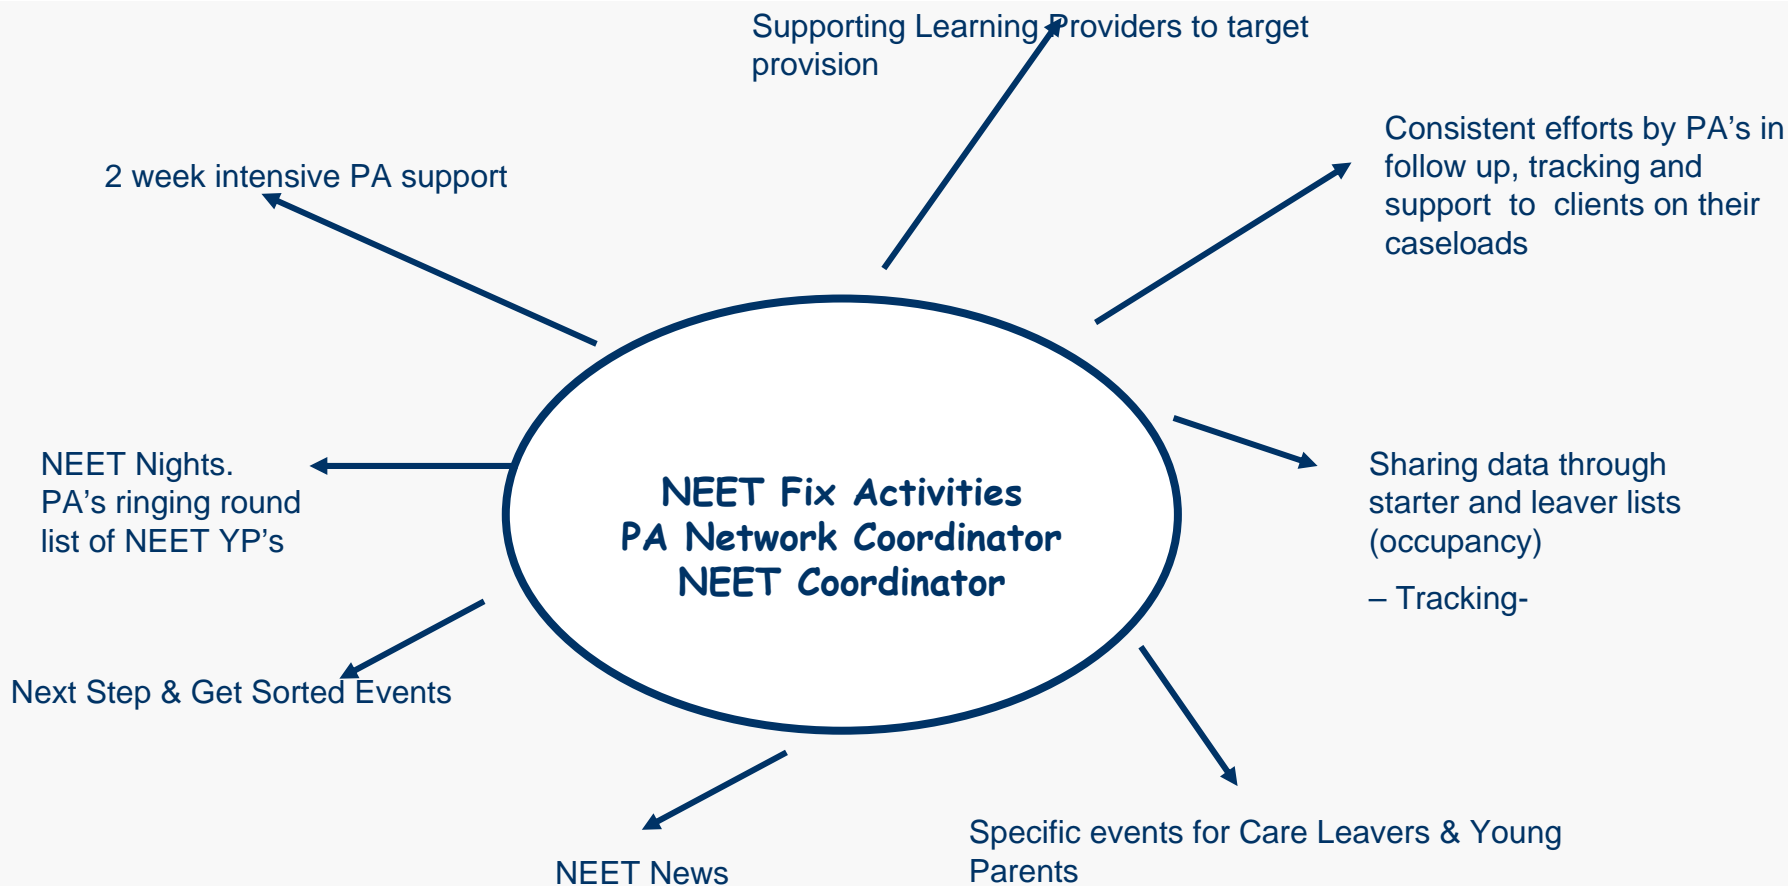 Supporting Learning Providers to target
provision
Consistent efforts by PA’s in
follow up, tracking and
support to clients on their
caseloads
2 week intensive PA support
NEET Nights.
PA’s ringing round
list of NEET YP’s
NEET Fix Activities
PA Network Coordinator
NEET Coordinator
Sharing data through
starter and leaver lists
(occupancy)
– Tracking-
Next Step & Get Sorted Events
NEET News
Specific events for Care Leavers & Young
Parents